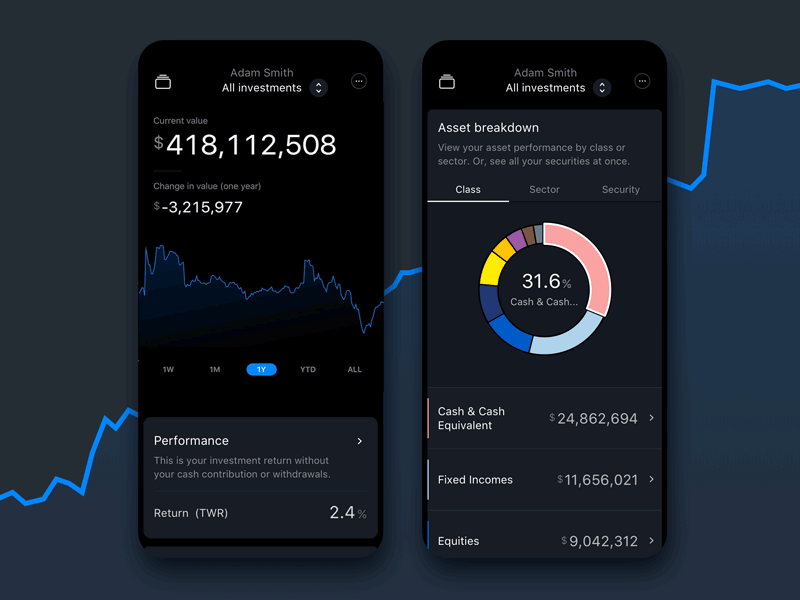 Adam Smith
All investments
Current value
$418,112,508
Change in value (one year)
$-3,215,977
1W 1M 1Y YTD ALL
Performance
This is your investment return without
your cash contribution or withdrawals.
Return (TWR) 2.4%
Adam Smith
All investments
Asset breakdown
View your asset performance by class or
sector. Or, see all your securities at once.
Class Sector Security
31.6%
Cash & Cash...
Cash & Cash
Equivalent
$24,862,694
Fixed Incomes $11,656,021
Equities $9,042,312